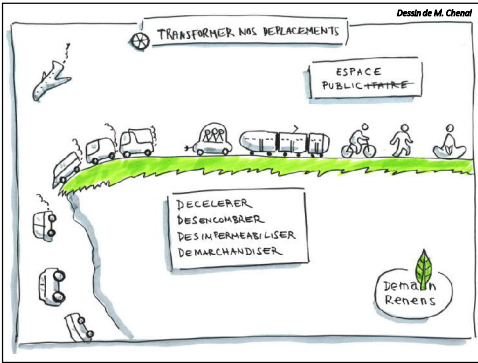 Dessin de M. Chenal
TRANSFORMER NOS DEPLACEMENTS
ESPACE
PUBLICITAIRE
DECELERER
DESENCOMBRER
DESIMPERMEABILISER
DEMARCHANDISER
Demain
Renens